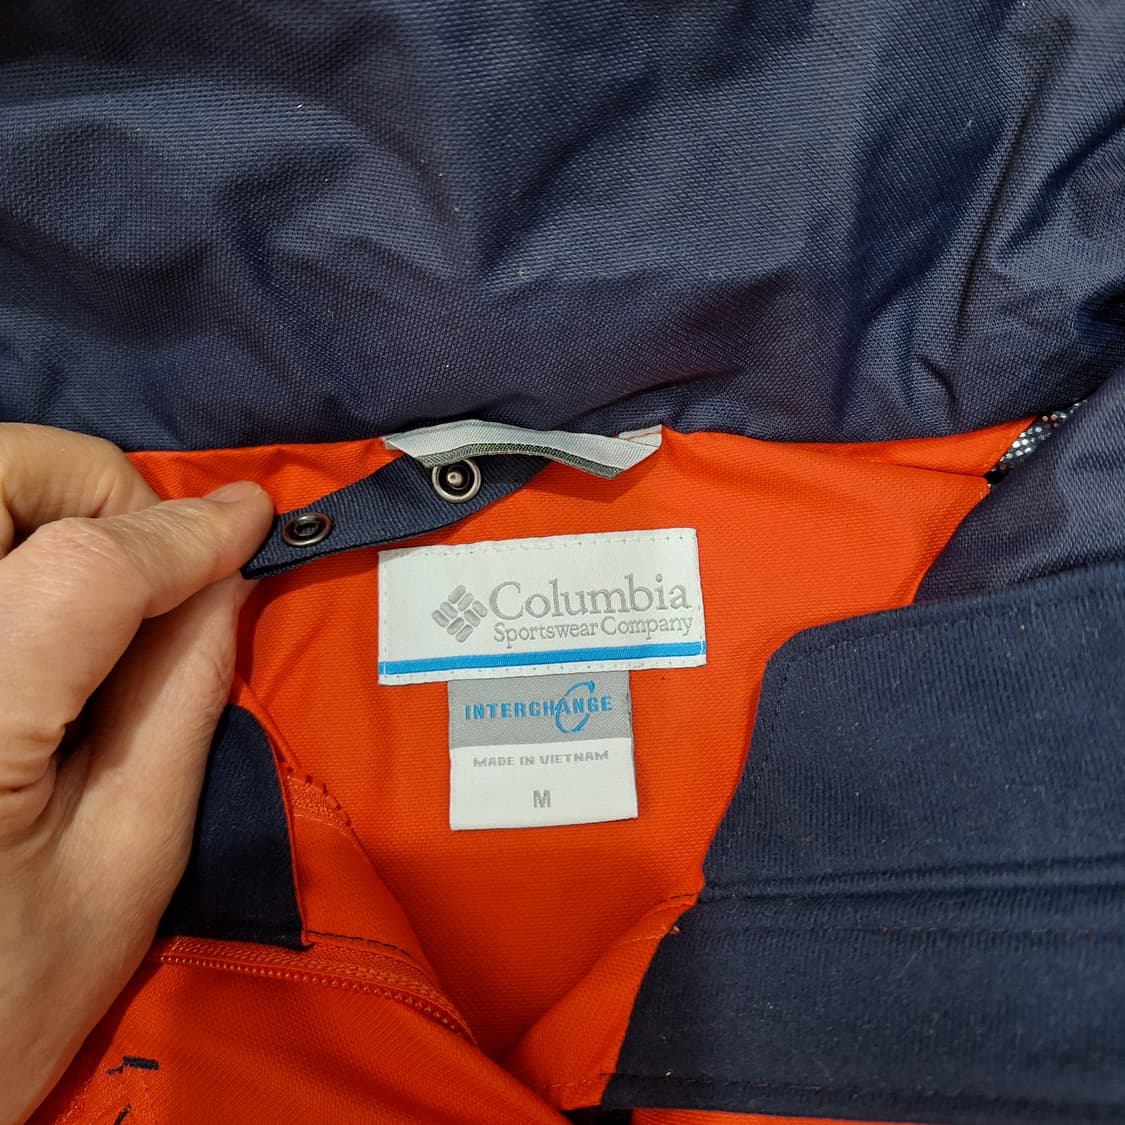 Columbia
Sportswear Company
INTERCHANGE
MADE IN VIETNAM
M